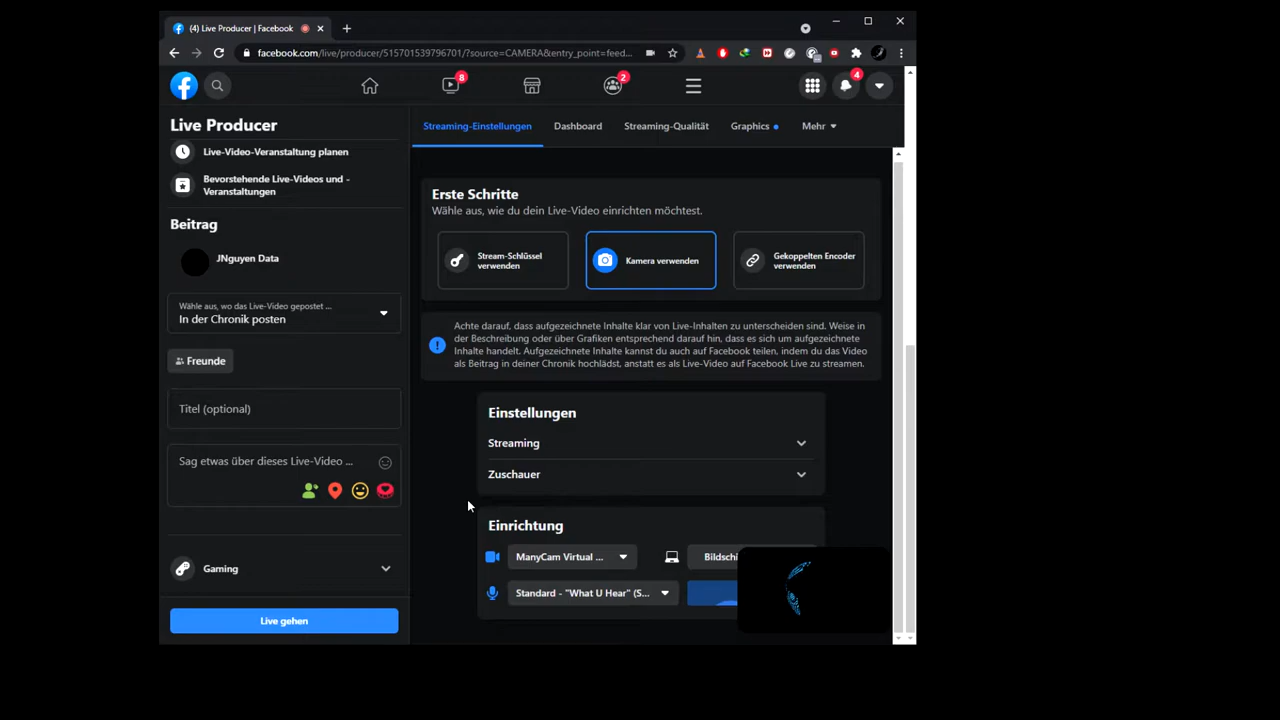 (4) Live Producer | Facebook
facebook.com/live/producer/515701539796701/?source=CAMERA&entry_point=feed...
8
2
4
Live Producer
Live-Video-Veranstaltung planen
Bevorstehende Live-Videos und -
Veranstaltungen
Beitrag
JNguyen Data
Wähle aus, wo das Live-Video gepostet ...
In der Chronik posten
Freunde
Titel (optional)
Sag etwas über dieses Live-Video ...
Gaming
Live gehen
Streaming-Einstellungen
Dashboard
Streaming-Qualität
Graphics
Mehr
Erste Schritte
Wähle aus, wie du dein Live-Video einrichten möchtest.
Stream-Schlüssel
verwenden
Kamera verwenden
Gekoppelten Encoder
verwenden
Achte darauf, dass aufgezeichnete Inhalte klar von Live-Inhalten zu unterscheiden sind. Weise in
der Beschreibung oder über Grafiken entsprechend darauf hin, dass es sich um aufgezeichnete
Inhalte handelt. Aufgezeichnete Inhalte kannst du auch auf Facebook teilen, indem du das Video
als Beitrag in deiner Chronik hochlädst, anstatt es als Live-Video auf Facebook Live zu streamen.
Einstellungen
Streaming
Zuschauer
Einrichtung
ManyCam Virtual ...
Bildschi
Standard - "What U Hear" (S...